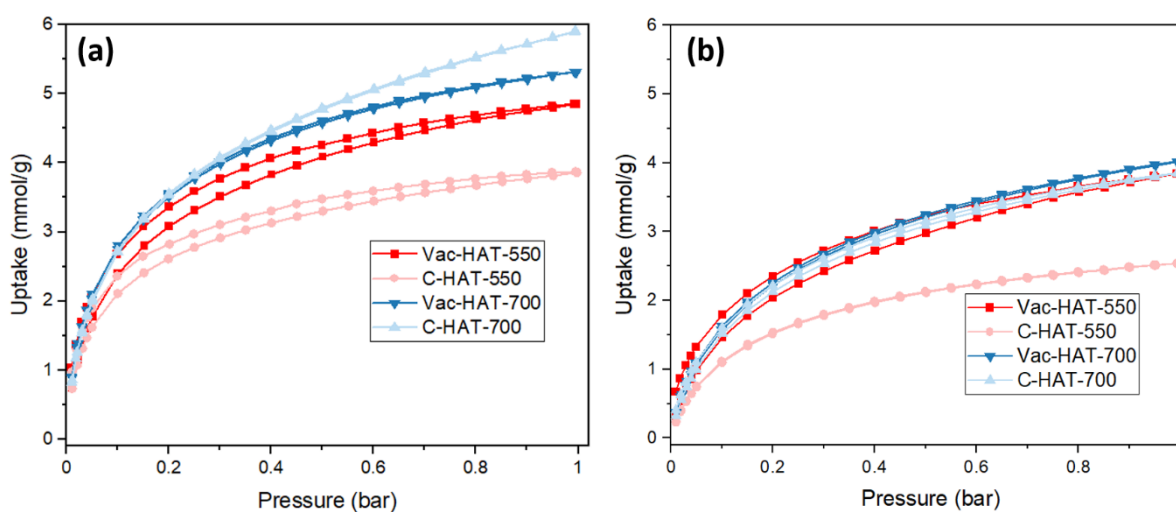 (a)
Uptake (mmol/g)
6
5
4
3
2
1
0
Vac-HAT-550
C-HAT-550
Vac-HAT-700
C-HAT-700
0 0.2 0.4 0.6 0.8 1
Pressure (bar)
(b)
Uptake (mmol/g)
6
5
4
3
2
1
0
Vac-HAT-550
C-HAT-550
Vac-HAT-700
C-HAT-700
0 0.2 0.4 0.6 0.8
Pressure (bar)